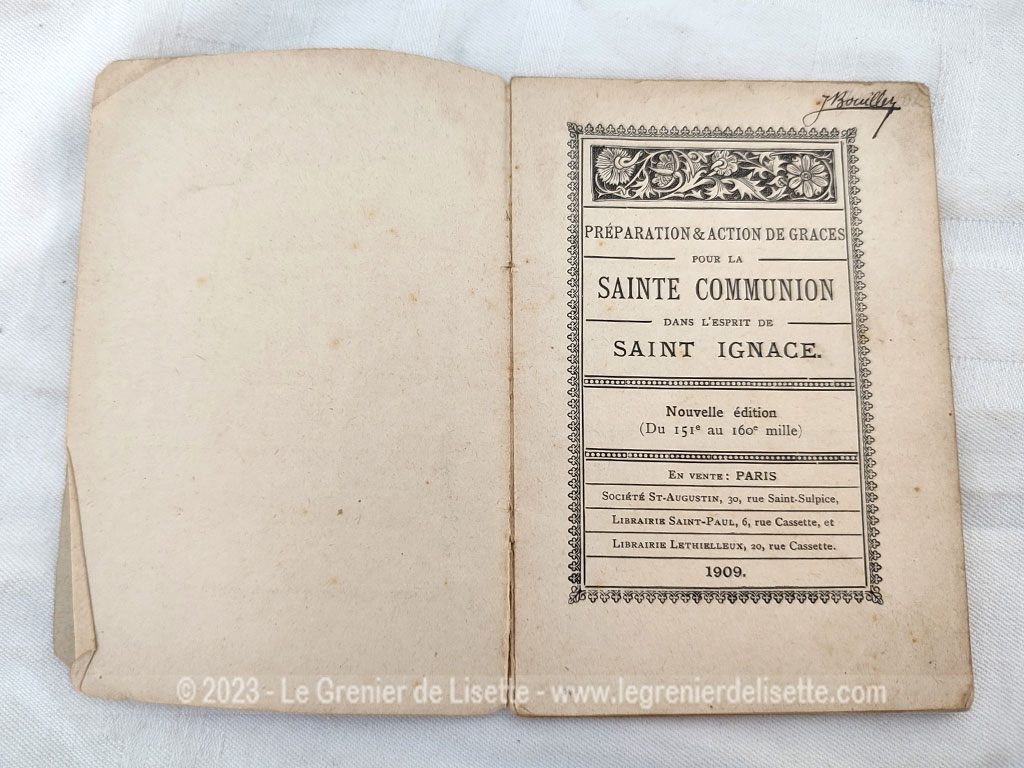 J Bouilley
PRÉPARATION & ACTION DE GRACES
POUR LA
SAINTE COMMUNION
DANS L'ESPRIT DE
SAINT IGNACE.
Nouvelle édition
(Du 151e au 160e mille)
EN VENTE : PARIS
SOCIÉTÉ ST-AUGUSTIN, 30, rue Saint-Sulpice,
LIBRAIRIE SAINT-PAUL, 6, rue Cassette, et
LIBRAIRIE LETHIELLEUX, 20, rue Cassette.
1909.
© 2023 - Le Grenier de Lisette - www.legrenierdelisette.com